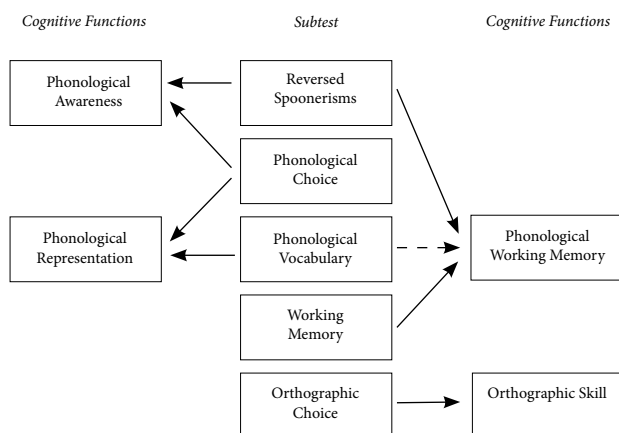 Cognitive Functions
Subtest
Cognitive Functions
Phonological
Awareness
Reversed
Spoonerisms
Phonological
Choice
Phonological
Representation
Phonological
Vocabulary
Phonological
Working Memory
Working
Memory
Orthographic
Choice
Orthographic Skill